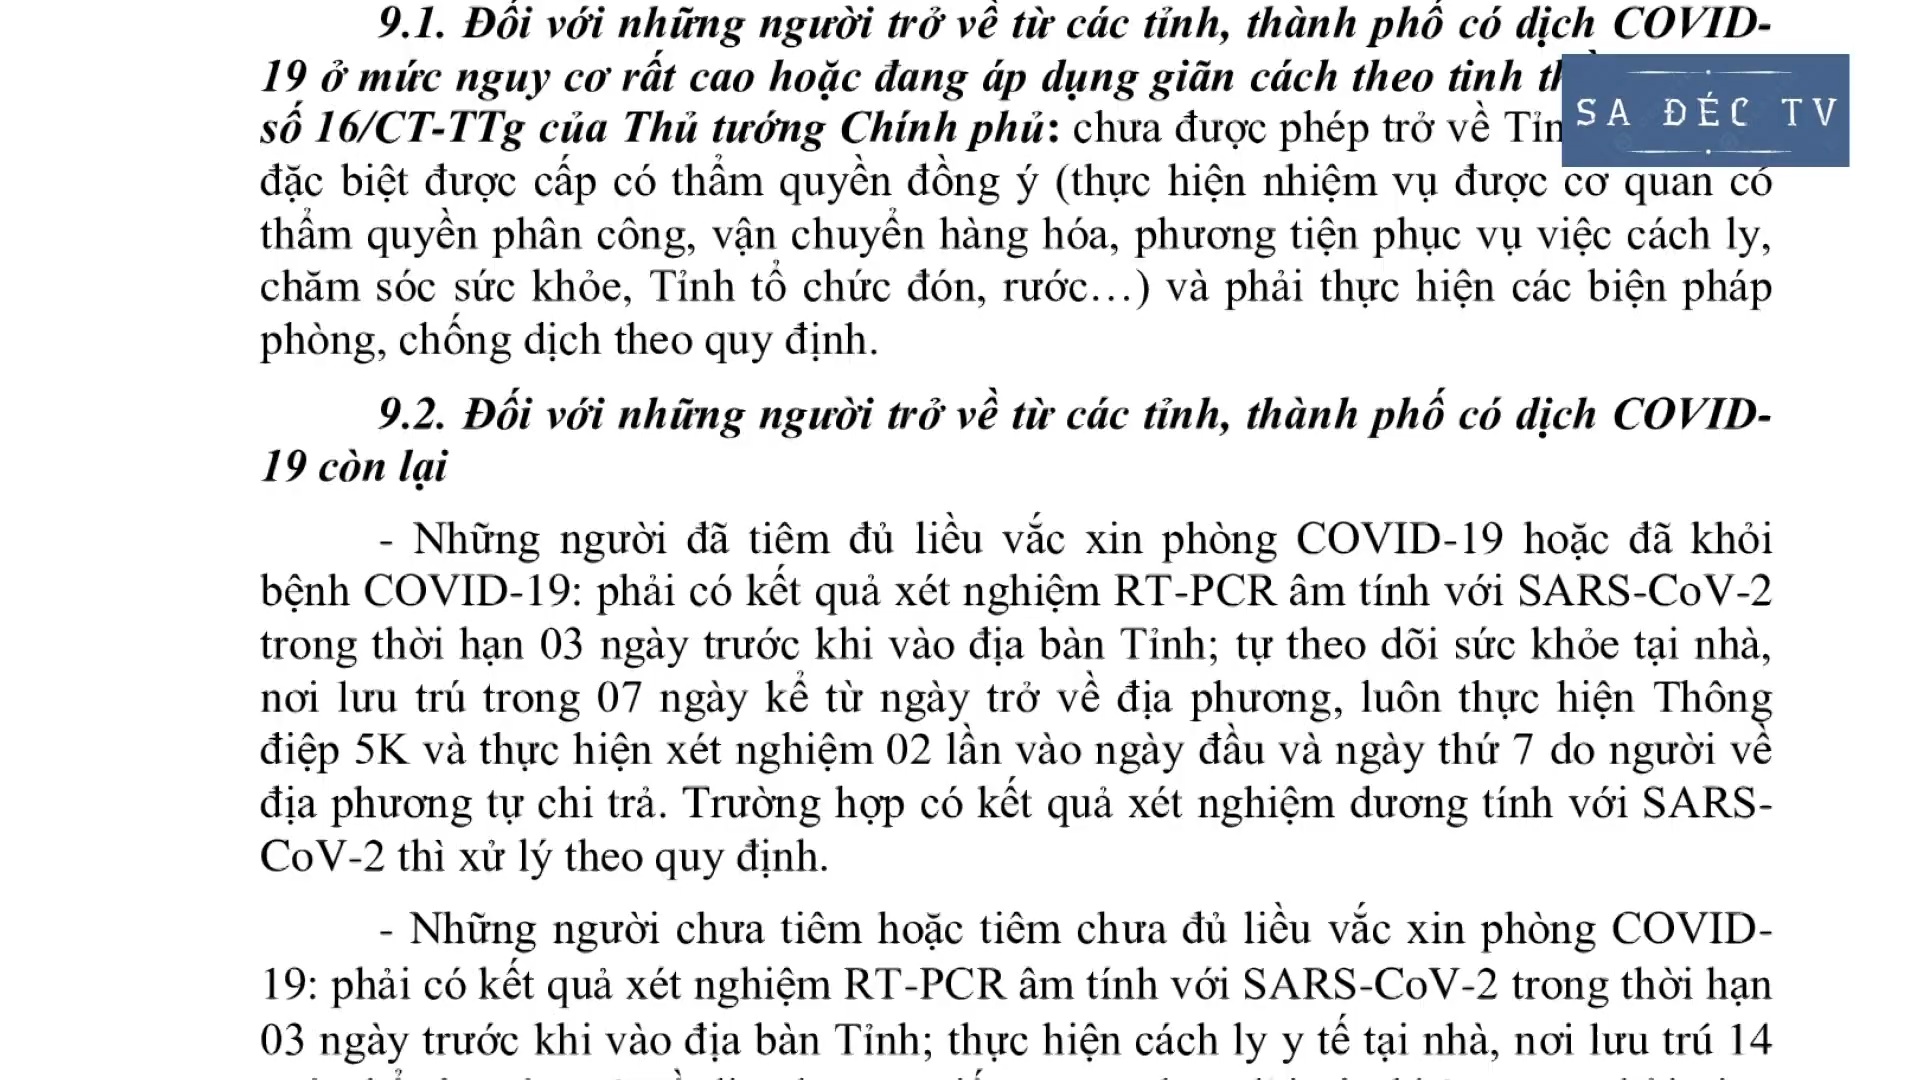 9.1. Đối với những người trở về từ các tỉnh, thành phố có dịch COVID-
19 ở mức nguy cơ rất cao hoặc đang áp dụng giãn cách theo tinh
số 16/CT-TTg của Thủ tướng Chính phủ: chưa được phép trở về
SA ĐÉC TV
đặc biệt được cấp có thẩm quyền đồng ý (thực hiện nhiệm vụ được cơ quan có
thẩm quyền phân công, vận chuyển hàng hóa, phương tiện phục vụ việc cách ly,
chăm sóc sức khỏe, Tỉnh tổ chức đón, rước…) và phải thực hiện các biện pháp
phòng, chống dịch theo quy định.
9.2. Đối với những người trở về từ các tỉnh, thành phố có dịch COVID-
19 còn lại
- Những người đã tiêm đủ liều vắc xin phòng COVID-19 hoặc đã khỏi
bệnh COVID-19: phải có kết quả xét nghiệm RT-PCR âm tính với SARS-CoV-2
trong thời hạn 03 ngày trước khi vào địa bàn Tỉnh; tự theo dõi sức khỏe tại nhà,
nơi lưu trú trong 07 ngày kể từ ngày trở về địa phương, luôn thực hiện Thông
điệp 5K và thực hiện xét nghiệm 02 lần vào ngày đầu và ngày thứ 7 do người về
địa phương tự chi trả. Trường hợp có kết quả xét nghiệm dương tính với SARS-
CoV-2 thì xử lý theo quy định.
- Những người chưa tiêm hoặc tiêm chưa đủ liều vắc xin phòng COVID-
19: phải có kết quả xét nghiệm RT-PCR âm tính với SARS-CoV-2 trong thời hạn
03 ngày trước khi vào địa bàn Tỉnh; thực hiện cách ly y tế tại nhà, nơi lưu trú 14